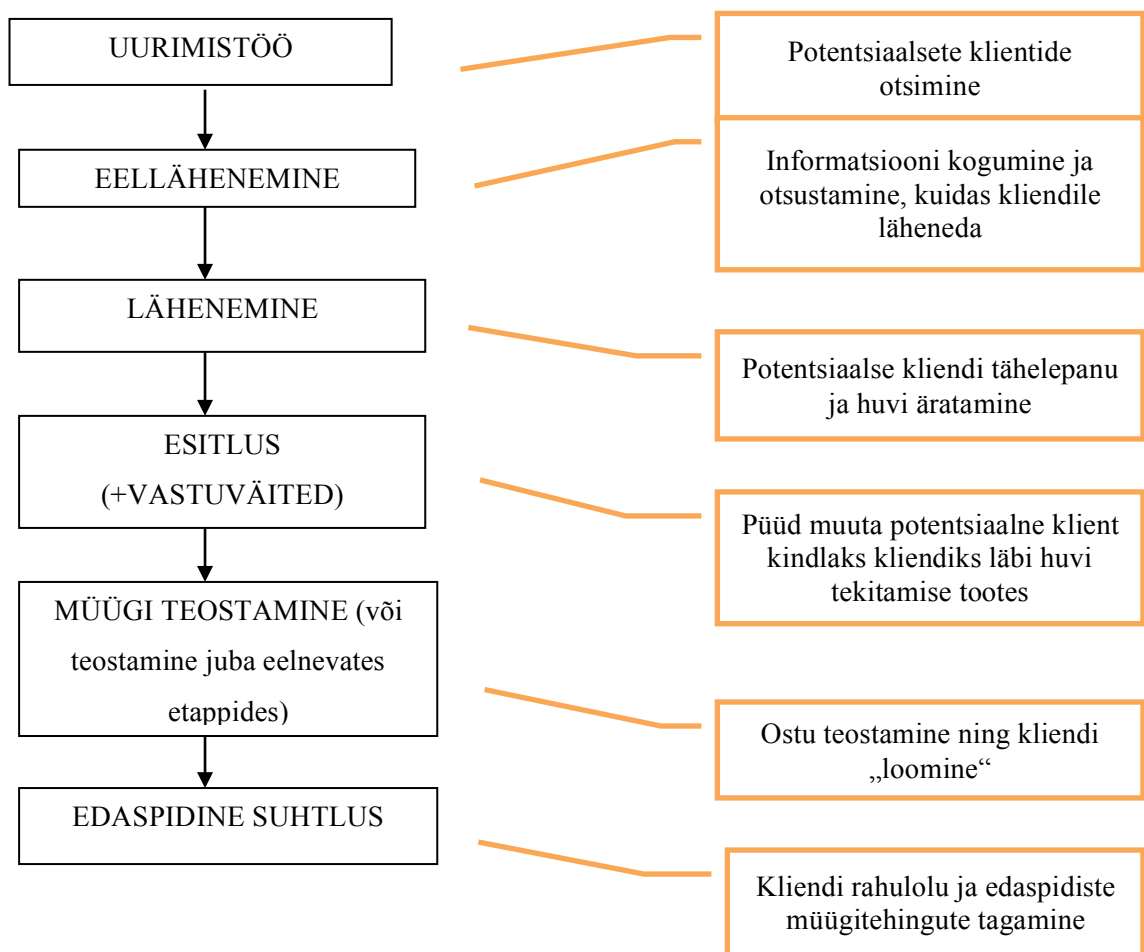 UURIMISTÖÖ
Potentsiaalsete klientide
otsimine
EELLÄHENEMINE
Informatsiooni kogumine ja
otsustamine, kuidas kliendile
läheneda
LÄHENEMINE
Potentsiaalse kliendi tähelepanu
ja huvi äratamine
ESITLUS
(+VASTUVÄITED)
Püüd muuta potentsiaalne klient
kindlaks kliendiks läbi huvi
tekitamise tootes
MÜÜGI TEOSTAMINE (või
teostamine juba eelnevates
etappides)
Ostu teostamine ning kliendi
„loomine“
EDASPIDINE SUHTLUS
Kliendi rahulolu ja edaspidiste
müügitehingute tagamine